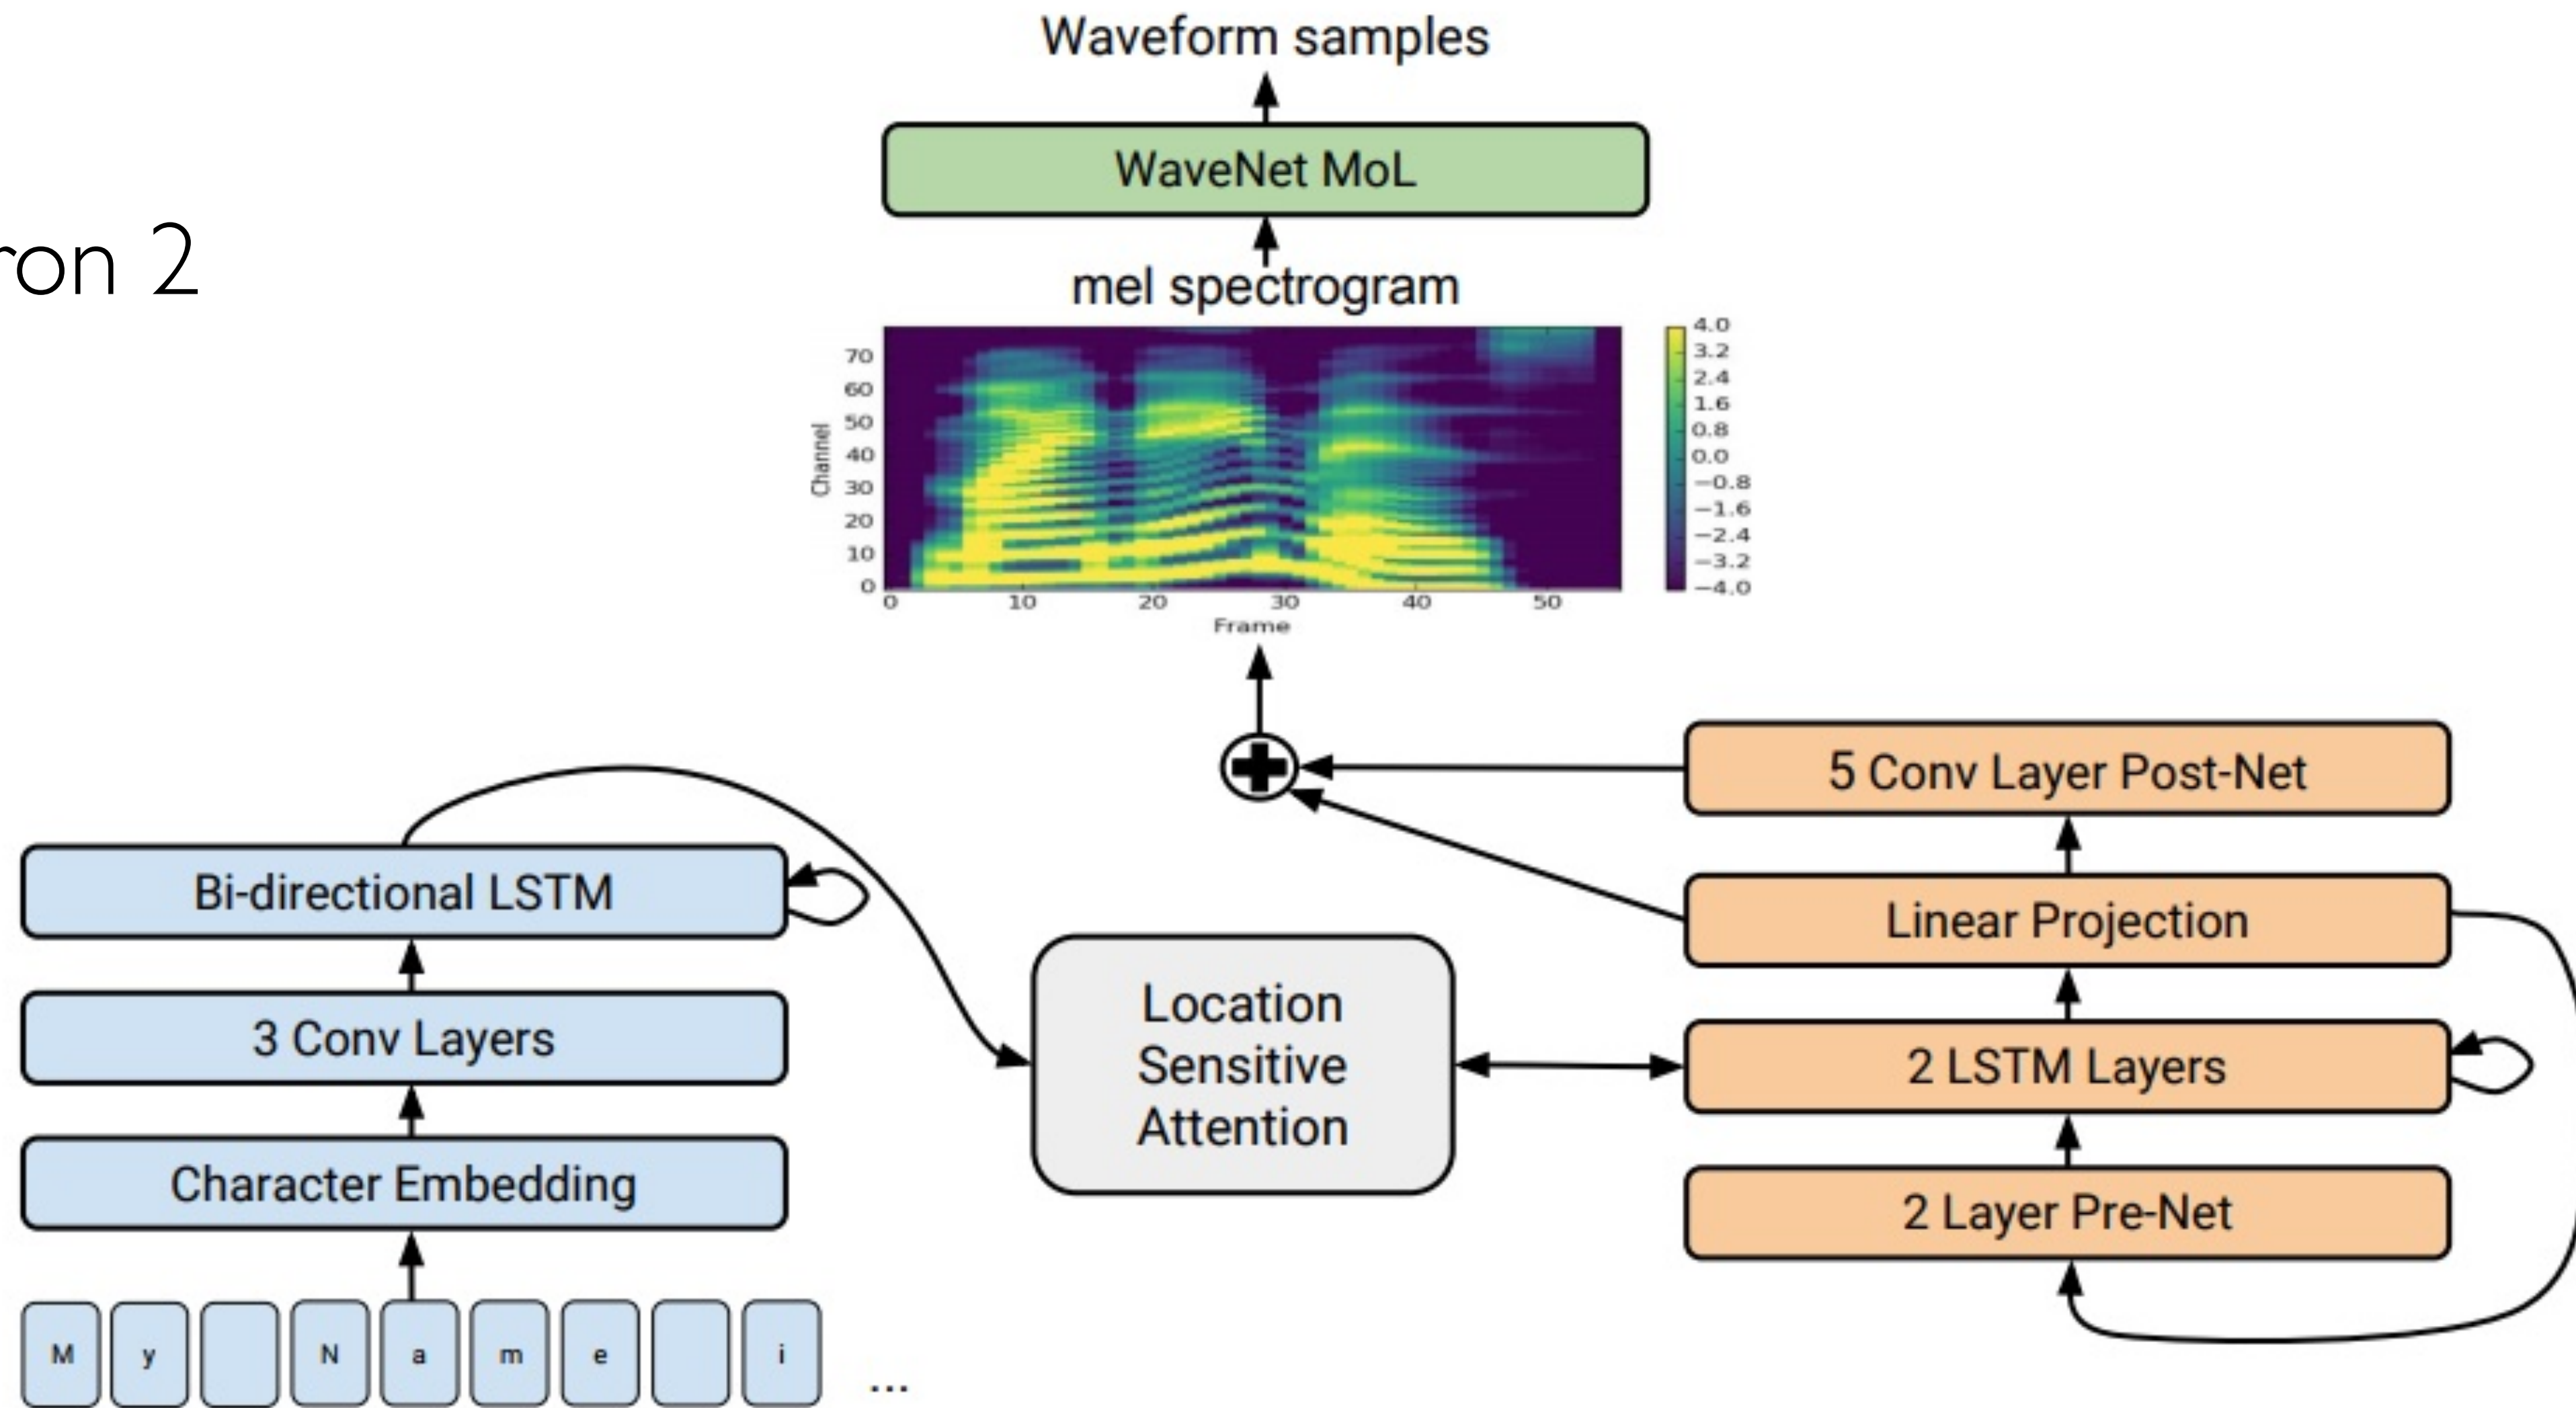 Waveform samples
WaveNet MoL
ron 2
mel spectrogram
4.0
3.2
2.4
1.6
0.8
0.0
−0.8
−1.6
−2.4
−3.2
−4.0
70
60
50
40
30
20
10
0
Channel
0 10 20 30 40 50
Frame
5 Conv Layer Post-Net
Linear Projection
2 LSTM Layers
2 Layer Pre-Net
Location
Sensitive
Attention
Bi-directional LSTM
3 Conv Layers
Character Embedding
M y N a m e i ...